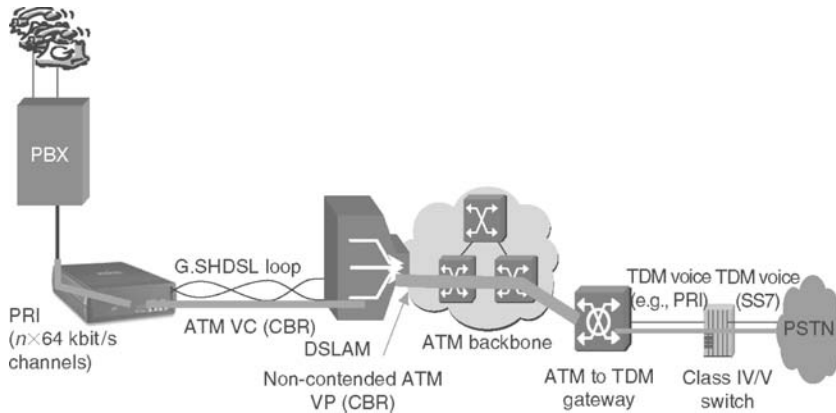 PBX
G.SHDSL loop
PRI
(n×64 kbit/s
channels)
ATM VC (CBR)
DSLAM
Non-contended ATM
VP (CBR)
ATM backbone
ATM to TDM
gateway
TDM voice
(e.g., PRI)
TDM voice
(SS7)
Class IV/V
switch
PSTN